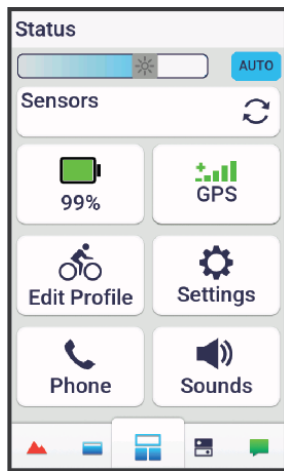 Status
AUTO
Sensors
99%
GPS
Edit Profile
Settings
Phone
Sounds